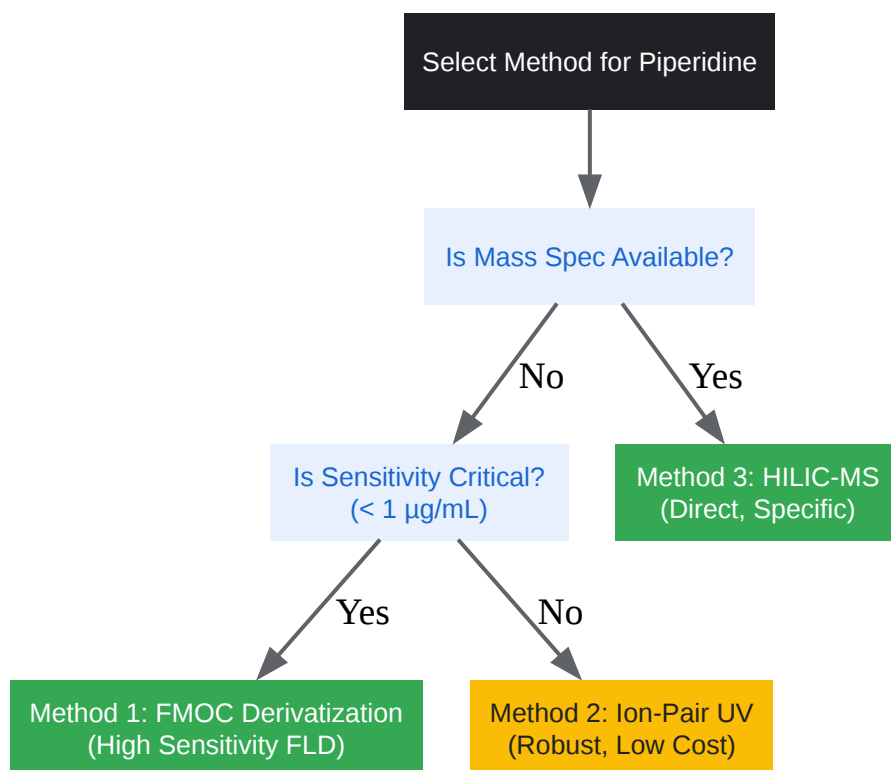 Select Method for Piperidine
Is Mass Spec Available?
No
Yes
Is Sensitivity Critical?
(< 1 µg/mL)
Method 3: HILIC-MS
(Direct, Specific)
Yes
No
Method 1: FMOC Derivatization
(High Sensitivity FLD)
Method 2: Ion-Pair UV
(Robust, Low Cost)